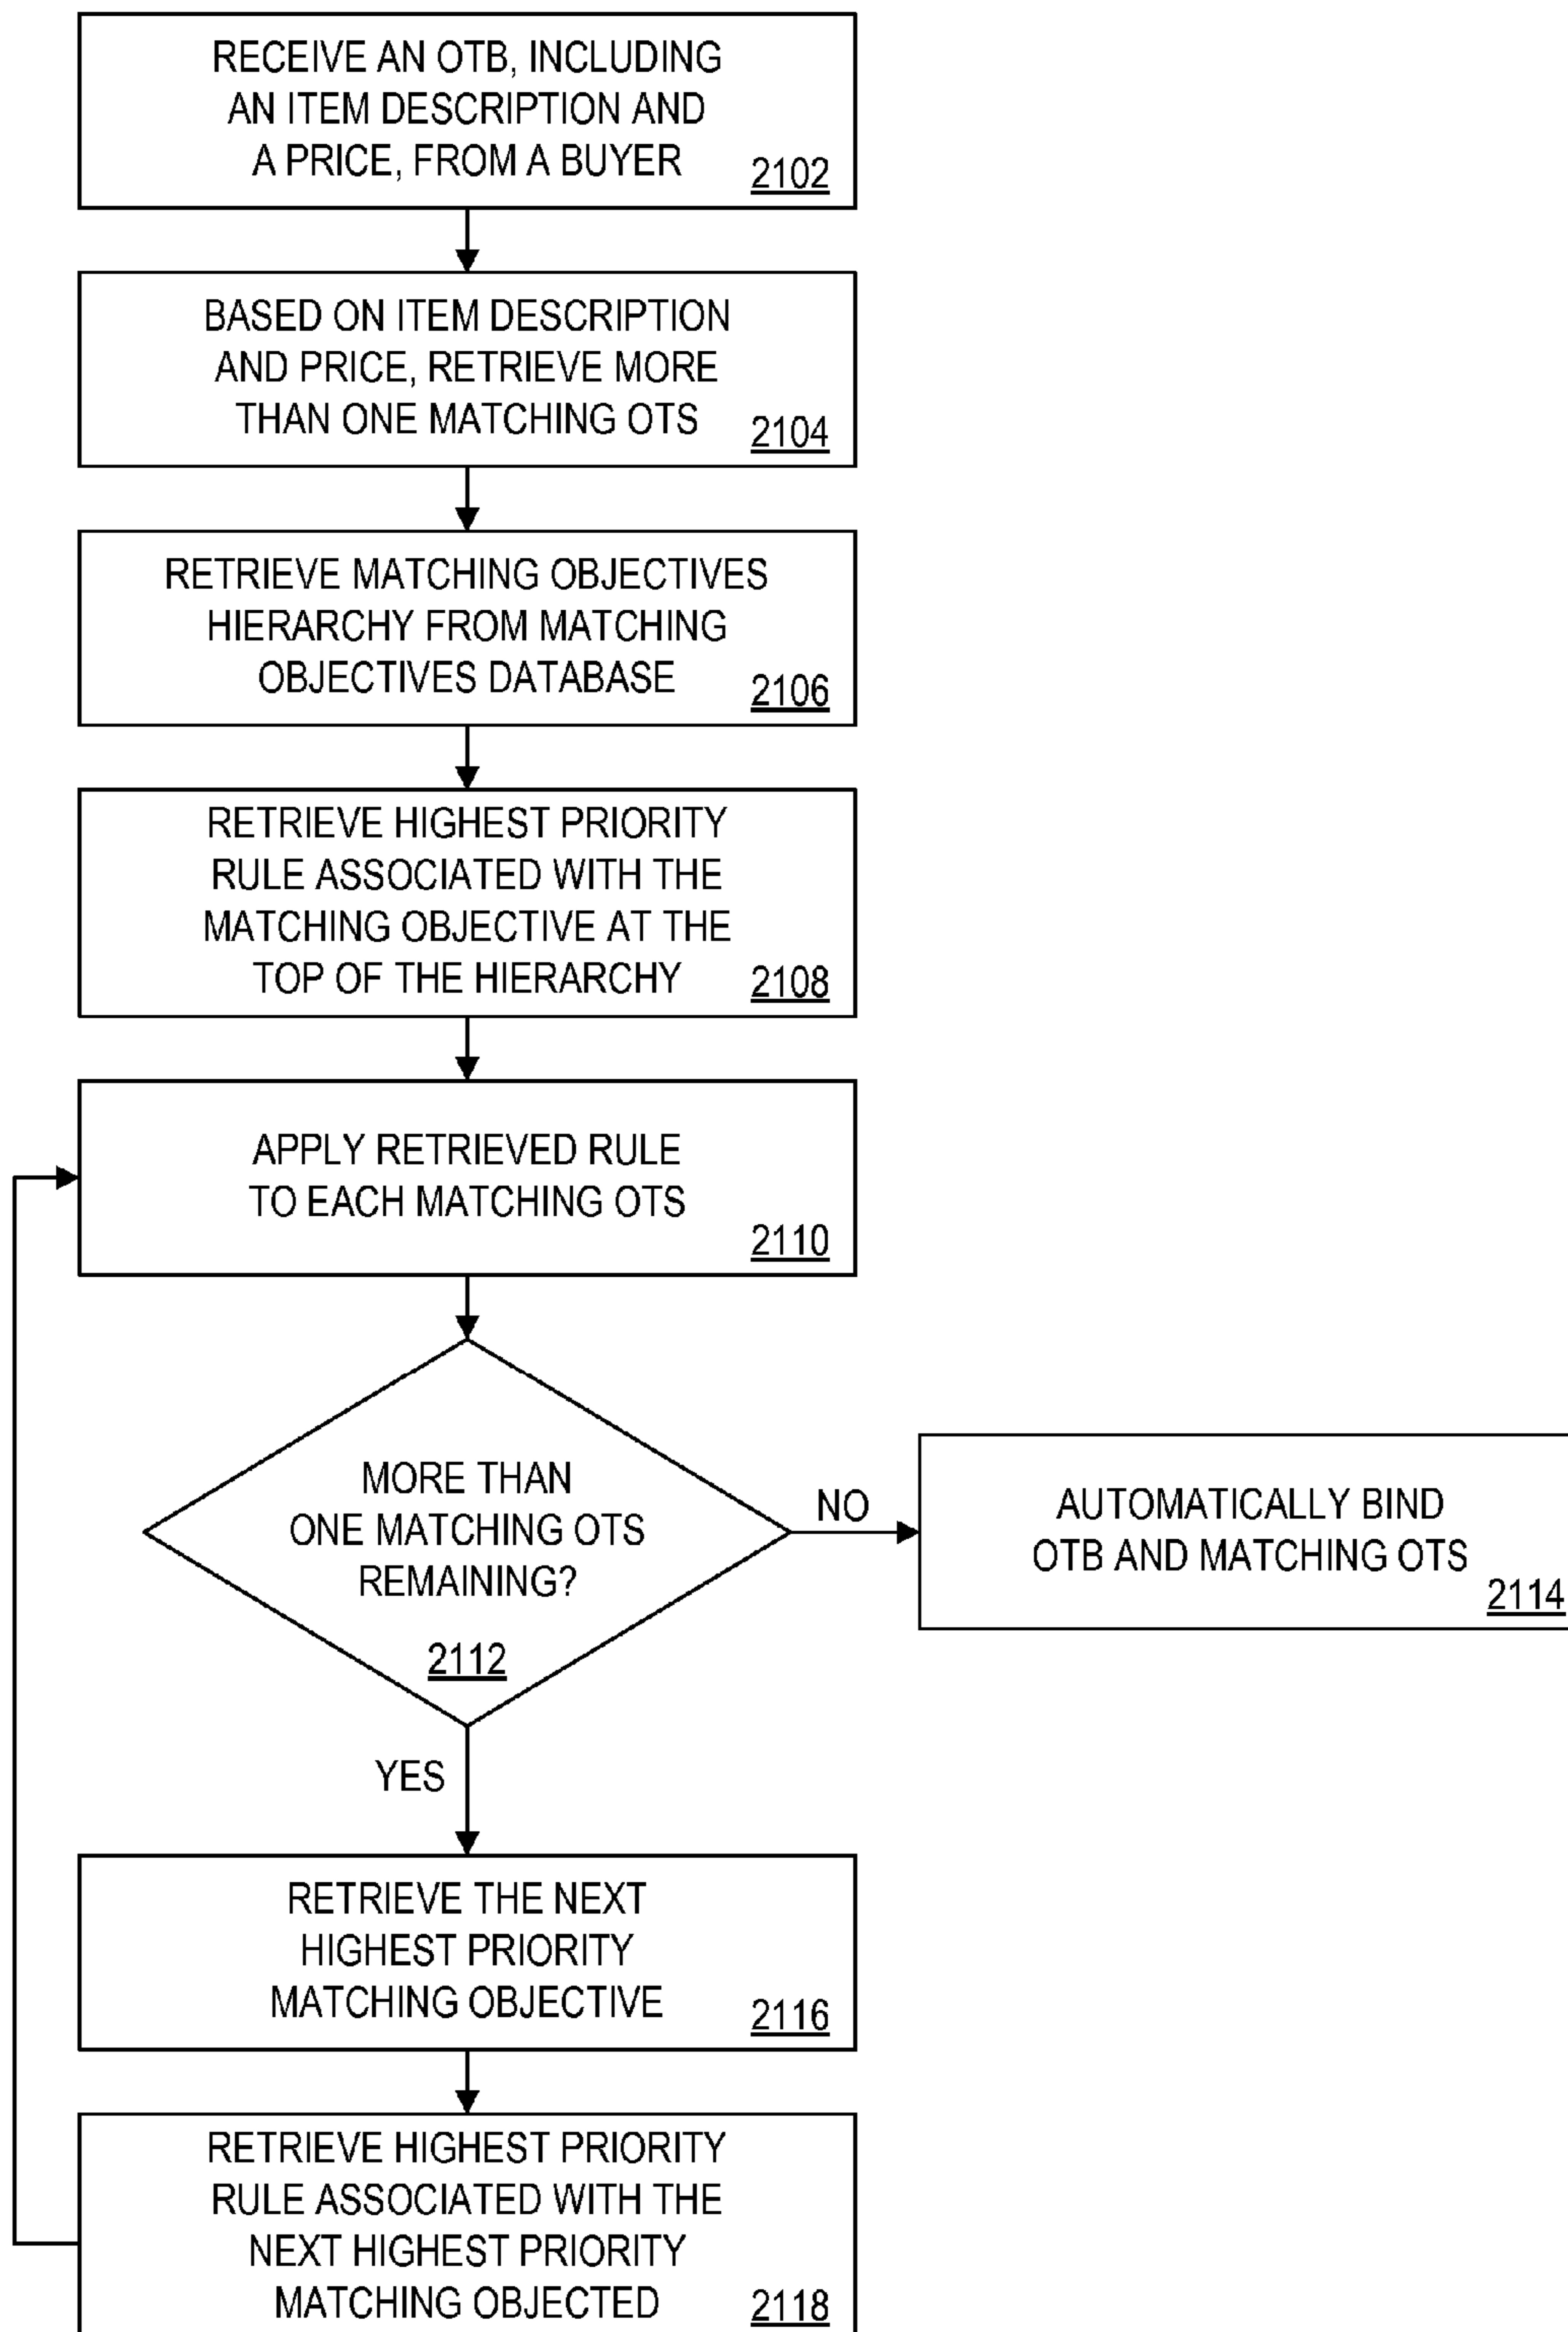 RECEIVE AN OTB, INCLUDING
AN ITEM DESCRIPTION AND
A PRICE, FROM A BUYER
2102
BASED ON ITEM DESCRIPTION
AND PRICE, RETRIEVE MORE
THAN ONE MATCHING OTS
2104
RETRIEVE MATCHING OBJECTIVES
HIERARCHY FROM MATCHING
OBJECTIVES DATABASE
2106
RETRIEVE HIGHEST PRIORITY
RULE ASSOCIATED WITH THE
MATCHING OBJECTIVE AT THE
TOP OF THE HIERARCHY
2108
APPLY RETRIEVED RULE
TO EACH MATCHING OTS
2110
MORE THAN
ONE MATCHING OTS
REMAINING?
2112
NO
AUTOMATICALLY BIND
OTB AND MATCHING OTS
2114
YES
RETRIEVE THE NEXT
HIGHEST PRIORITY
MATCHING OBJECTIVE
2116
RETRIEVE HIGHEST PRIORITY
RULE ASSOCIATED WITH THE
NEXT HIGHEST PRIORITY
MATCHING OBJECTED
2118